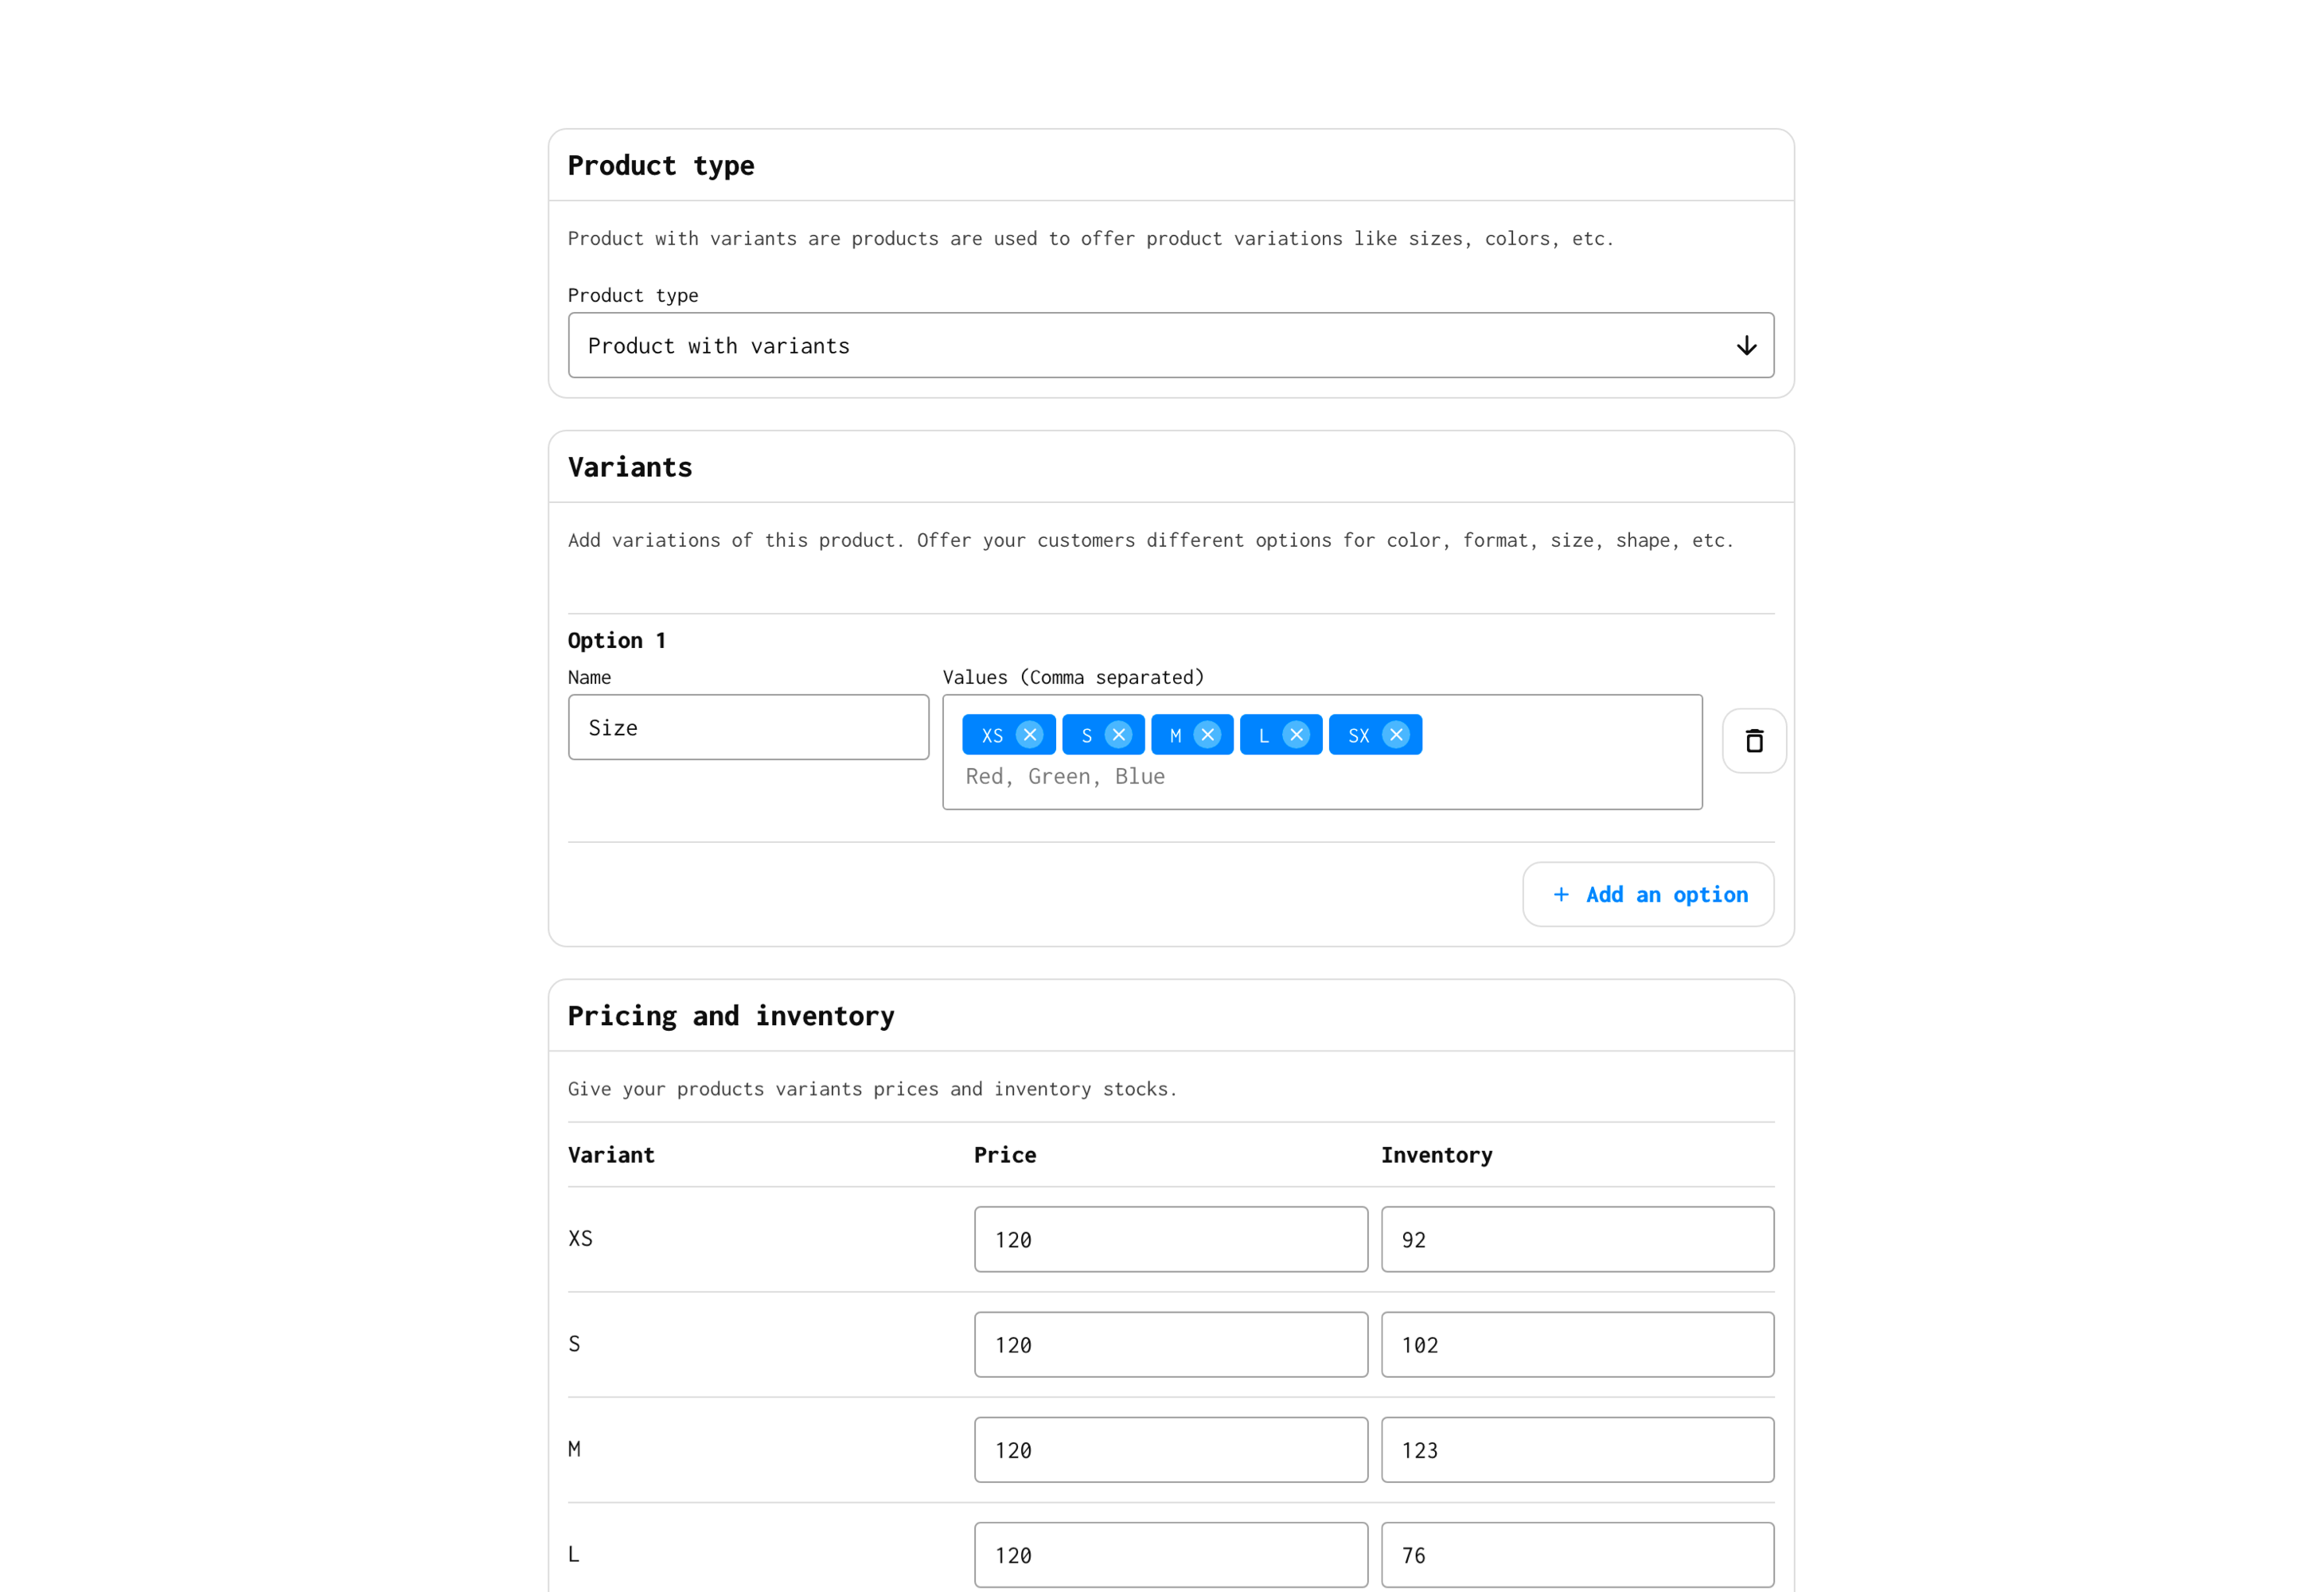 Product type
Product with variants are products are used to offer product variations like sizes, colors, etc.
Product type
Product with variants
Variants
Add variations of this product. Offer your customers different options for color, format, size, shape, etc.
Option 1
Name Values (Comma separated)
Size XS S M L SX
Red, Green, Blue
+ Add an option
Pricing and inventory
Give your products variants prices and inventory stocks.
Variant Price Inventory
XS 120 92
S 120 102
M 120 123
L 120 76